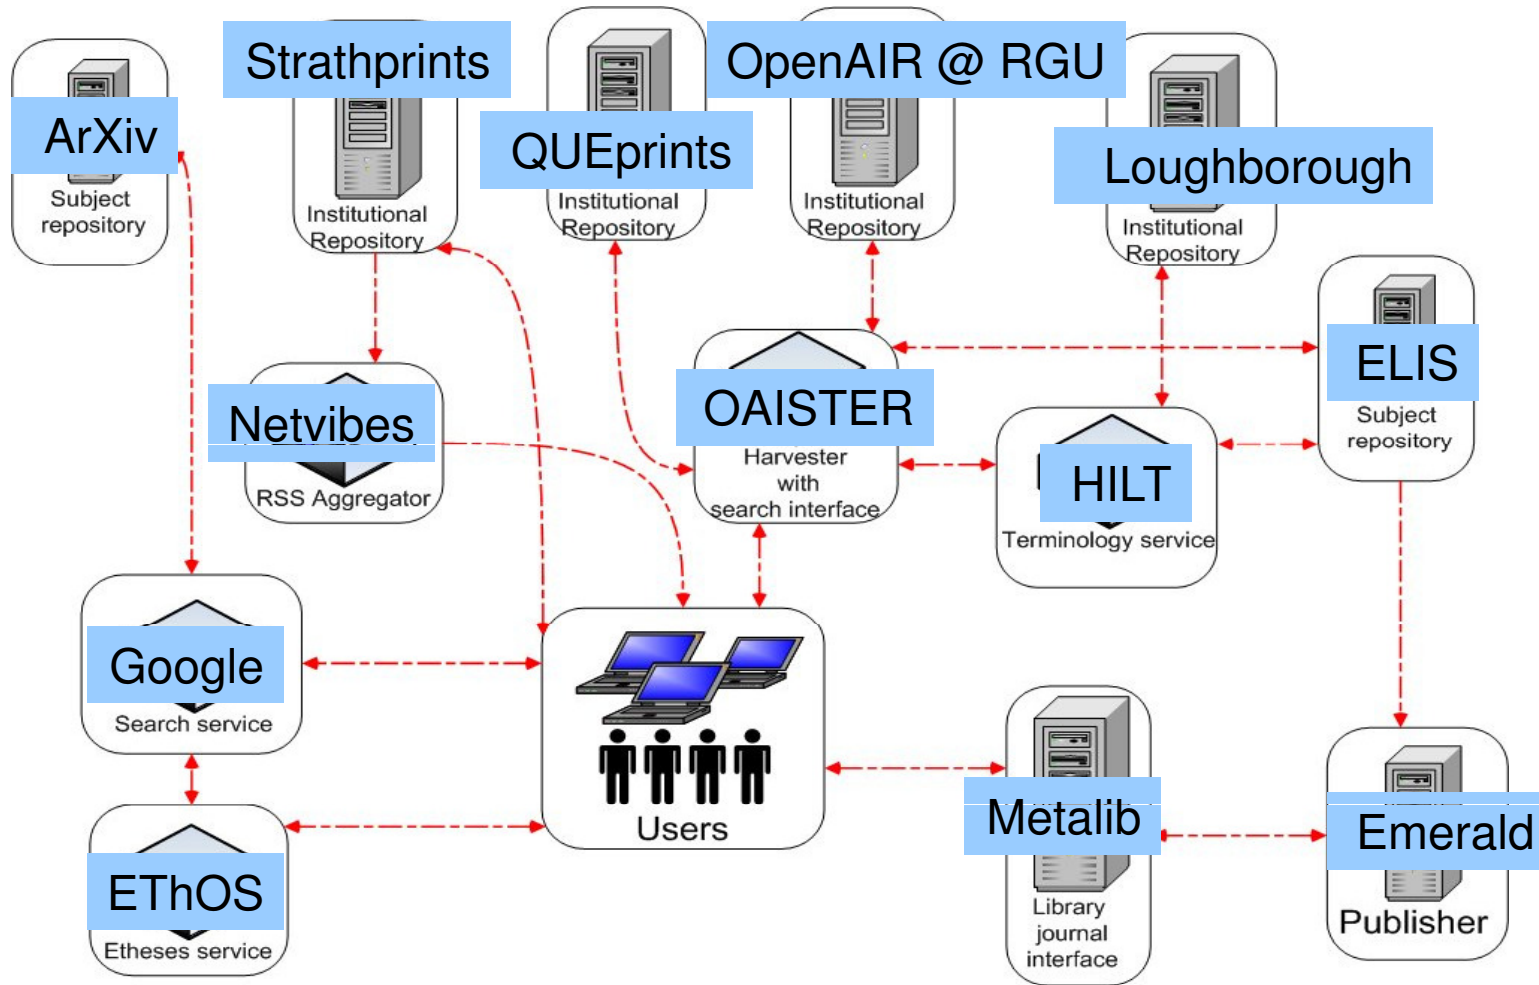 ArXiv
Subject
repository
Strathprints
Institutional
Repository
QUEprints
Institutional
Repository
OpenAIR @ RGU
Institutional
Repository
Loughborough
Institutional
Repository
ELIS
Subject
repository
Netvibes
RSS Aggregator
OAISTER
Harvester
with
search interface
HILT
Terminology service
Google
Search service
Users
EThOS
Etheses service
Metalib
Library
journal
interface
Emerald
Publisher